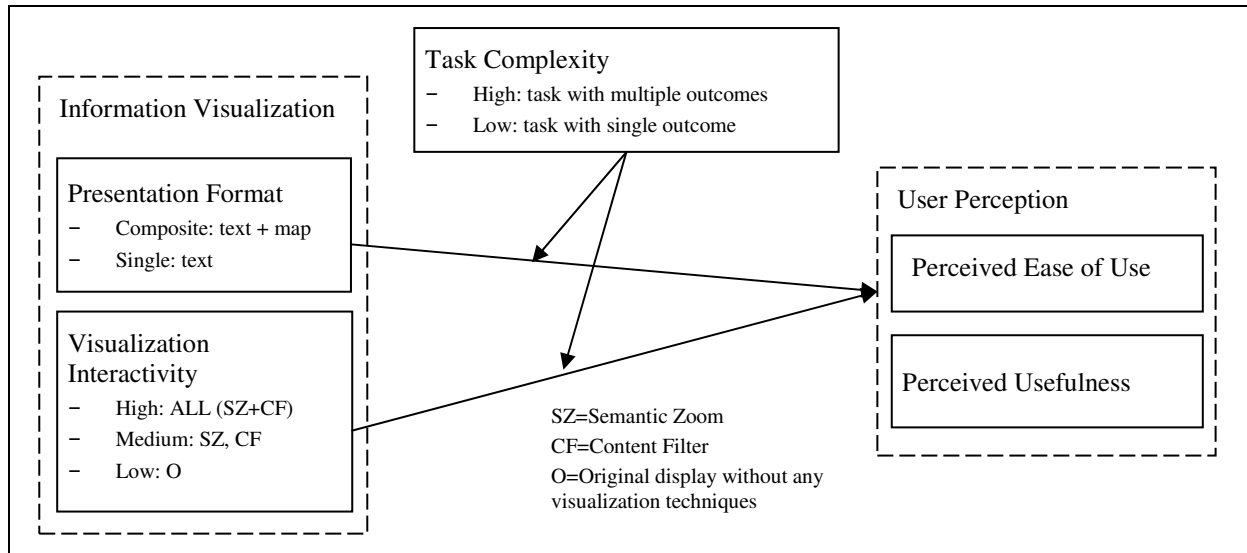 Task Complexity
− High: task with multiple outcomes
− Low: task with single outcome
Information Visualization
Presentation Format
− Composite: text + map
− Single: text
Visualization
Interactivity
− High: ALL (SZ+CF)
− Medium: SZ, CF
− Low: O
SZ=Semantic Zoom
CF=Content Filter
O=Original display without any
visualization techniques
User Perception
Perceived Ease of Use
Perceived Usefulness